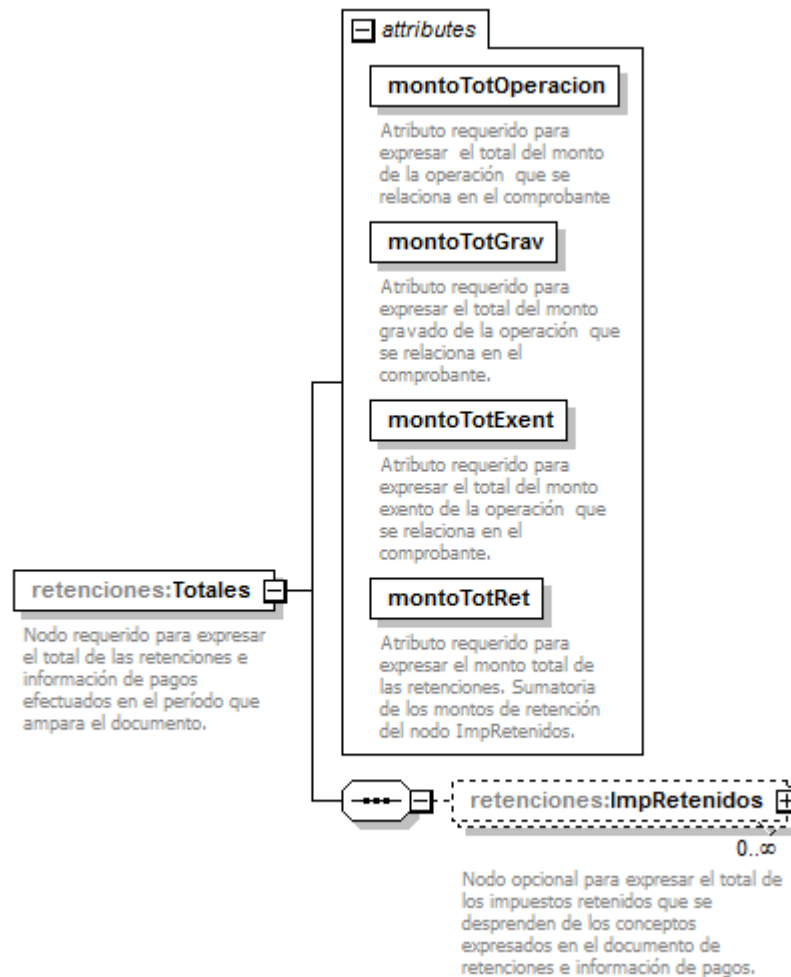 attributes
montoTotOperacion
Atributo requerido para
expresar el total del monto
de la operación que se
relaciona en el comprobante
montoTotGrav
Atributo requerido para
expresar el total del monto
gravado de la operación que
se relaciona en el
comprobante.
montoTotExent
Atributo requerido para
expresar el total del monto
exento de la operación que
se relaciona en el
comprobante.
montoTotRet
Atributo requerido para
expresar el monto total de
las retenciones. Sumatoria
de los montos de retención
del nodo ImpRetenidos.
retenciones:Totales
Nodo requerido para expresar
el total de las retenciones e
información de pagos
efectuados en el período que
ampara el documento.
retenciones:ImpRetenidos
0..∞
Nodo opcional para expresar el total de
los impuestos retenidos que se
desprenden de los conceptos
expresados en el documento de
retenciones e información de pagos.